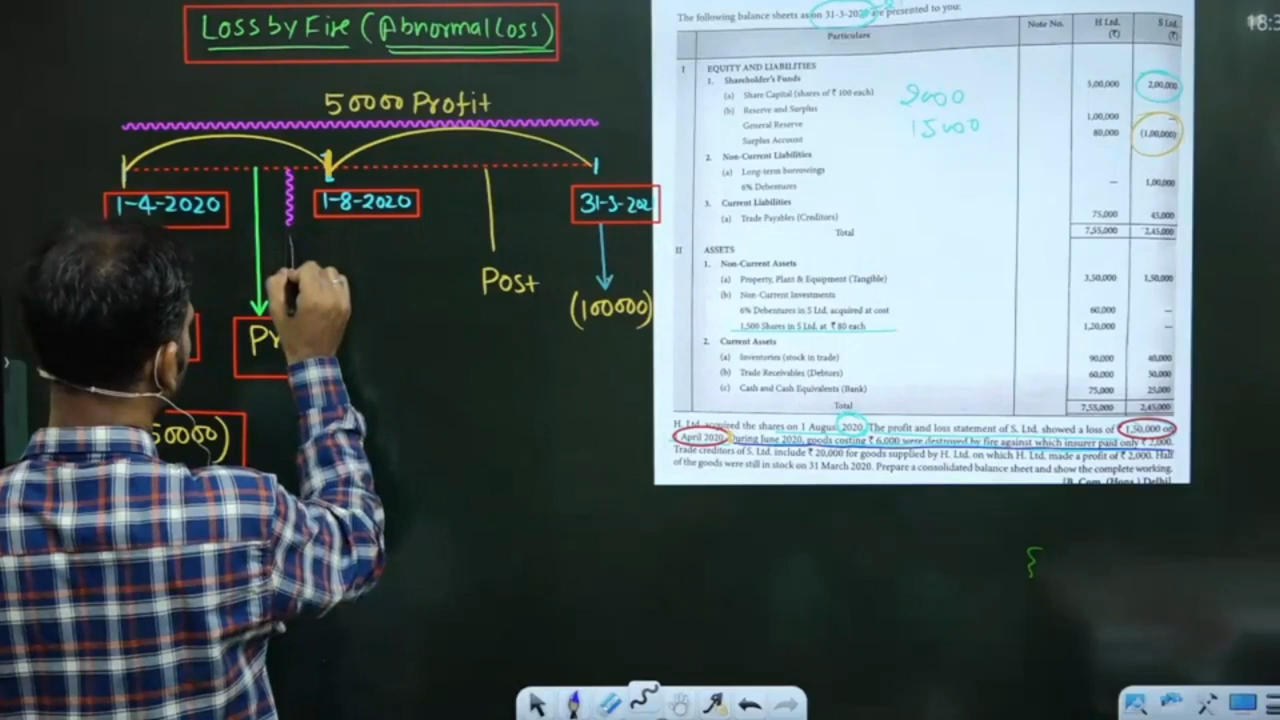 Loss by Fire (Abnormal Loss)
50000 Profit
1-4-2020
1-8-2020
31-3-202
Post
(100000)
Pr
50000)
The following balance sheets as on 31-3-2020 are presented to you:
Particulars Note No. H Ltd. (₹) S Ltd. (₹)
I EQUITY AND LIABILITIES
1. Shareholder's Funds
(a) Share Capital (shares of ₹ 100 each) 5,00,000 2,00,000
(b) Reserve and Surplus
General Reserve 1,00,000 –
Surplus Account 80,000 (1,00,000)
2. Non-Current Liabilities
(a) Long-term borrowings
6% Debentures — 1,00,000
3. Current Liabilities
(a) Trade Payables (Creditors) 75,000 45,000
Total 7,55,000 2,45,000
II ASSETS
1. Non-Current Assets
(a) Property, Plant & Equipment (Tangible) 3,50,000 1,50,000
(b) Non-Current Investments
6% Debentures in S Ltd, acquired at cost 60,000 —
1,500 Shares in S Ltd. at ₹ 80 each 1,20,000 —
2. Current Assets
(a) Inventories (stock in trade) 90,000 40,000
(b) Trade Receivables (Debtors) 60,000 30,000
(c) Cash and Cash Equivalents (Bank) 75,000 25,000
Total 7,55,000 2,45,000
H Ltd. acquired the shares on 1 August 2020. The profit and loss statement of S. Ltd. showed a loss of ₹ 1,50,000 on
April 2020. During June 2020, goods costing ₹ 6,000 were destroyed by fire against which insurer paid only ₹ 2,000.
Trade creditors of S. Ltd. include ₹ 20,000 for goods supplied by H. Ltd. on which H Ltd. made a profit of ₹ 2,000. Half
of the goods were still in stock on 31 March 2020. Prepare a consolidated balance sheet and show the complete working.
[B. Com. (Hons.) Delhi]
15000
18:3